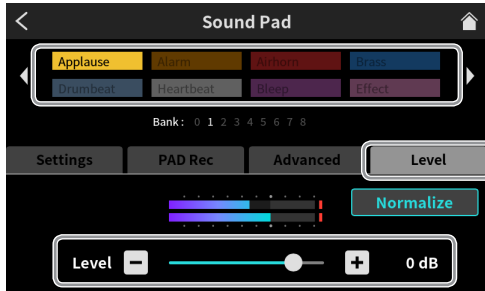 Sound Pad
Applause Alarm Airhorn Brass
Drumbeat Heartbeat Bleep Effect
Bank: 0 1 2 3 4 5 6 7 8
Settings PAD Rec Advanced Level
Normalize
Level 0 dB